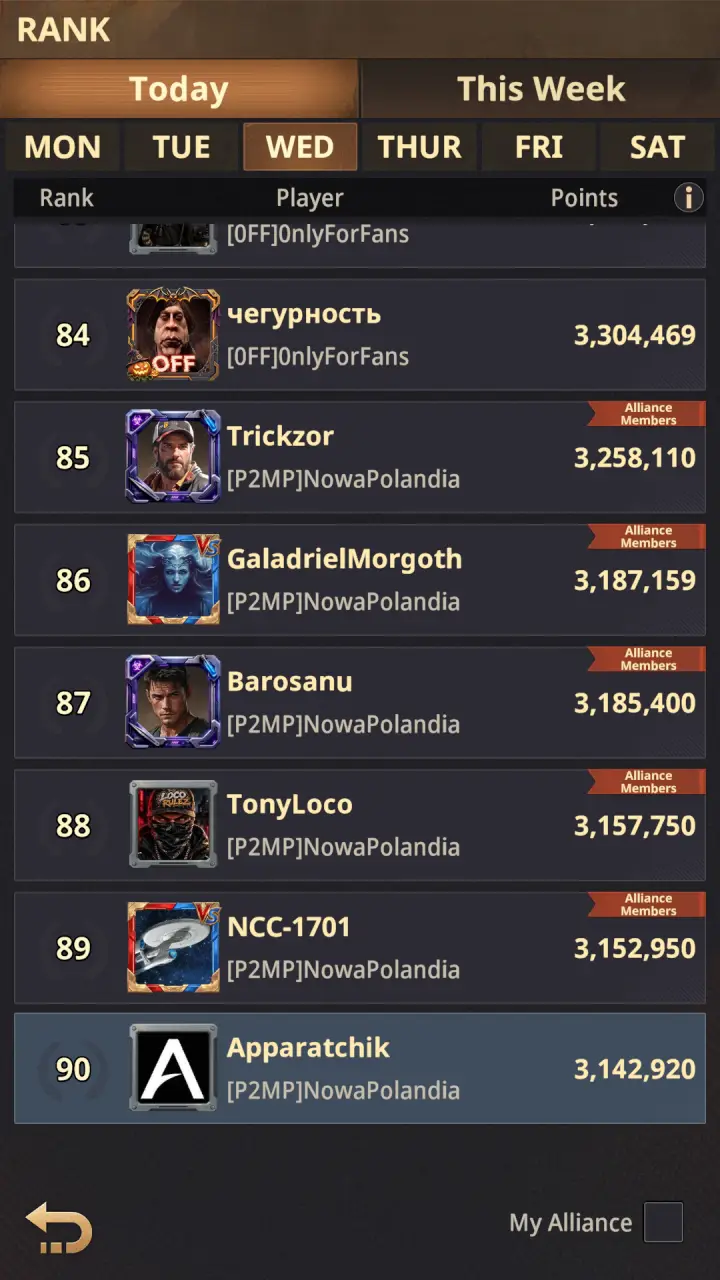 RANK
Today
This Week
MON
TUE
WED
THUR
FRI
SAT
Rank
Player
Points
[0FF]0nlyForFans
84
OFF
чегурность
[0FF]0nlyForFans
3,304,469
85
Trickzor
[P2MP]NowaPolandia
Alliance
Members
3,258,110
86
VS
GaladrielMorgoth
[P2MP]NowaPolandia
Alliance
Members
3,187,159
87
Barosanu
[P2MP]NowaPolandia
Alliance
Members
3,185,400
88
LOCO
RULEZ
TonyLoco
[P2MP]NowaPolandia
Alliance
Members
3,157,750
89
VS
NCC-1701
[P2MP]NowaPolandia
Alliance
Members
3,152,950
90
A
Apparatchik
[P2MP]NowaPolandia
3,142,920
My Alliance